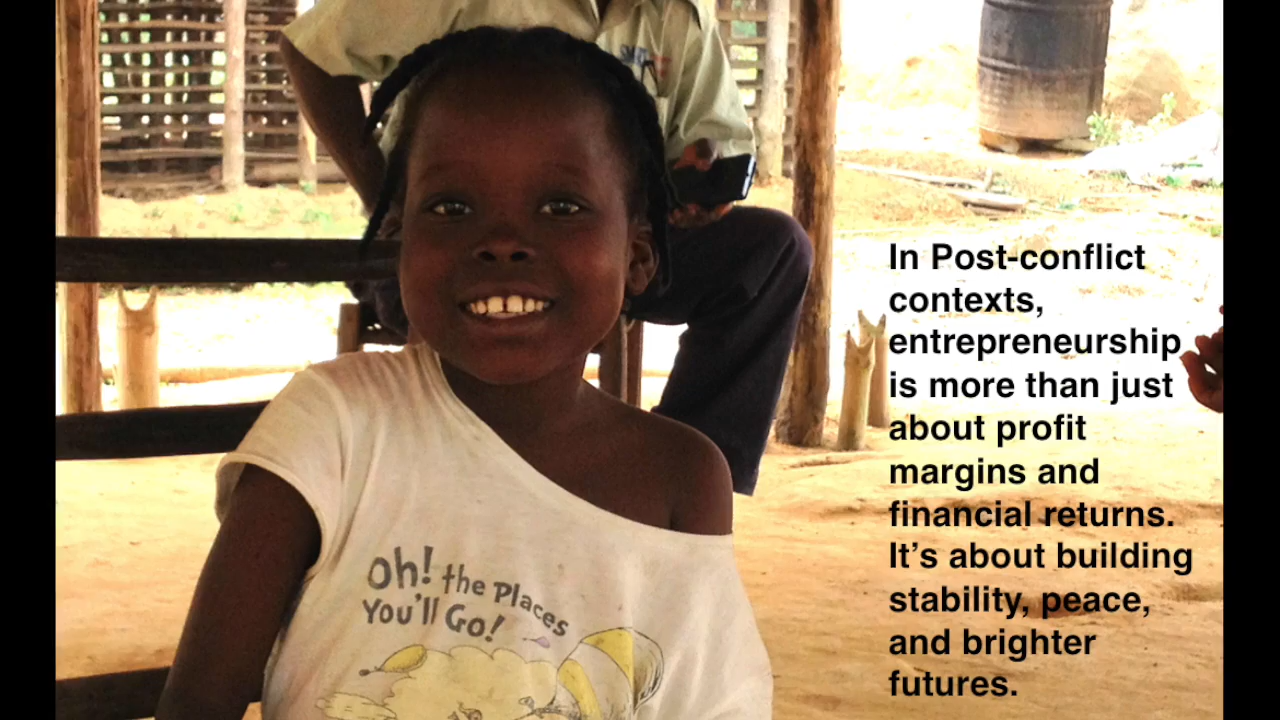 Oh! the Places
You'll Go!
In Post-conflict
contexts,
entrepreneurship
is more than just
about profit
margins and
financial returns.
It's about building
stability, peace,
and brighter
futures.